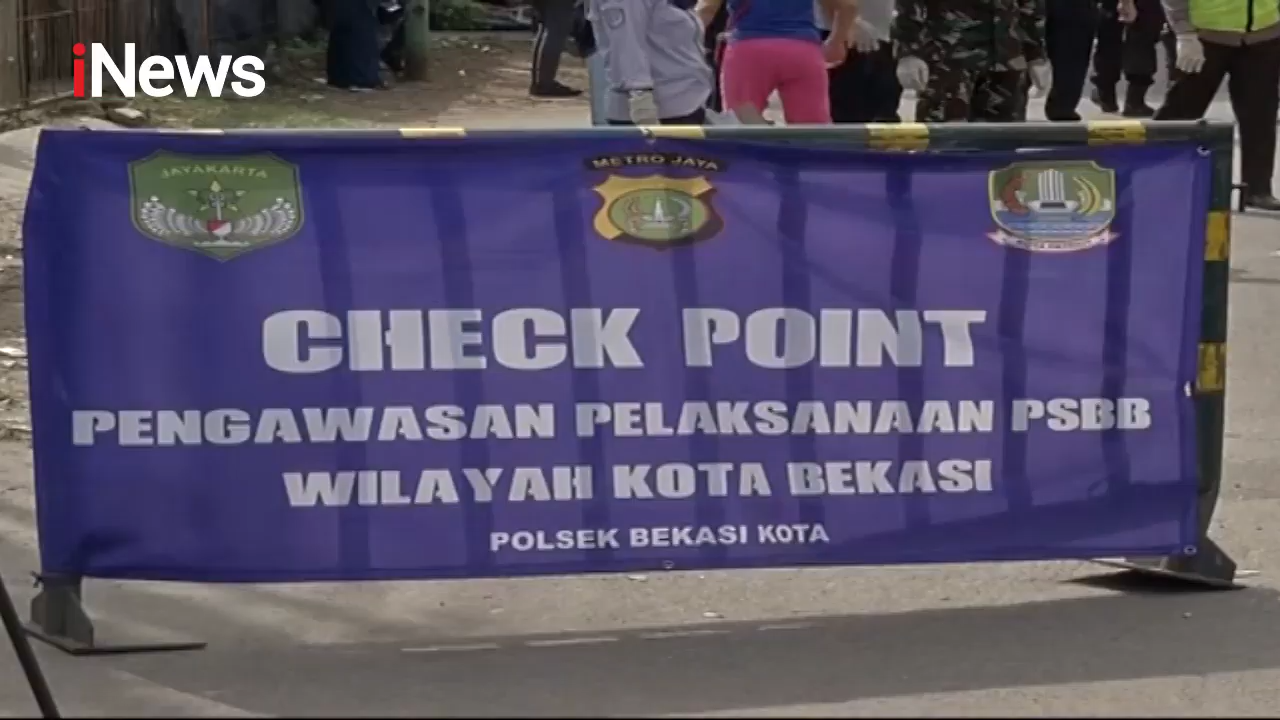 iNews
JAYAKARTA
METRO JAYA
CHECK POINT
PENGAWASAN PELAKSANAAN PSBB
WILAYAH KOTA BEKASI
POLSEK BEKASI KOTA